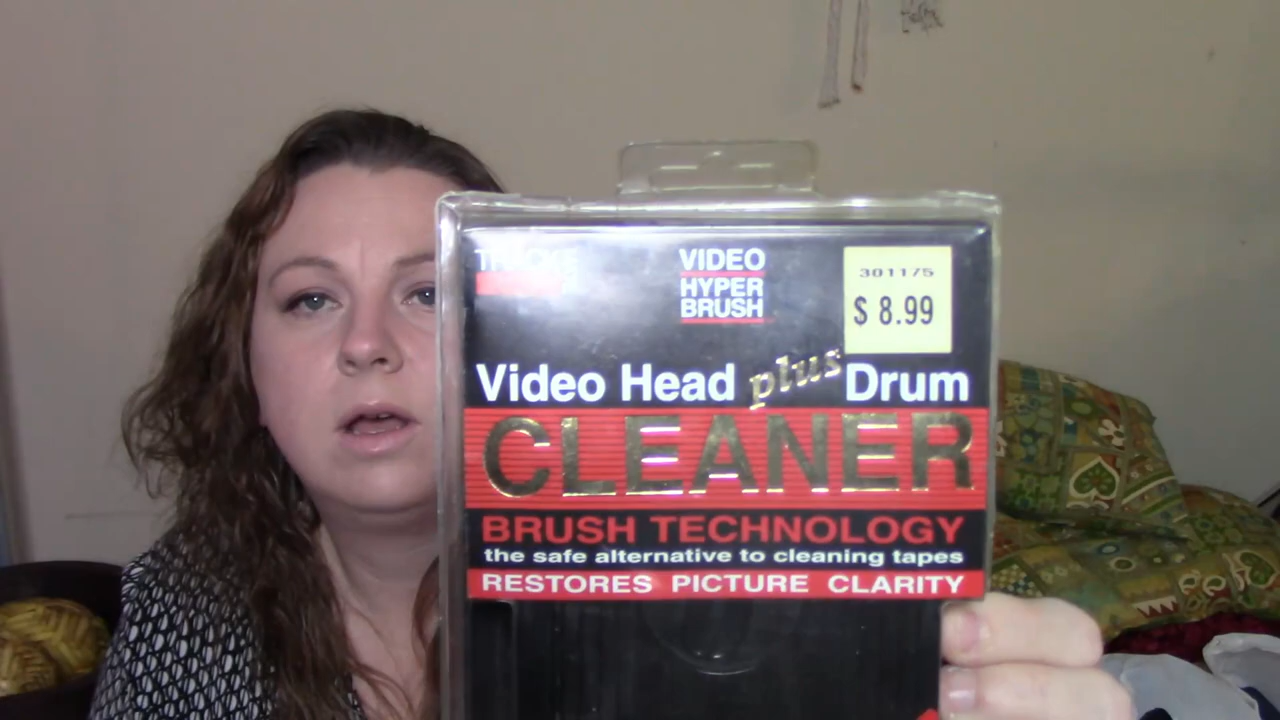 VIDEO
HYPER
BRUSH
301175
$ 8.99
Video Head plus Drum
CLEANER
BRUSH TECHNOLOGY
the safe alternative to cleaning tapes
RESTORES PICTURE CLARITY